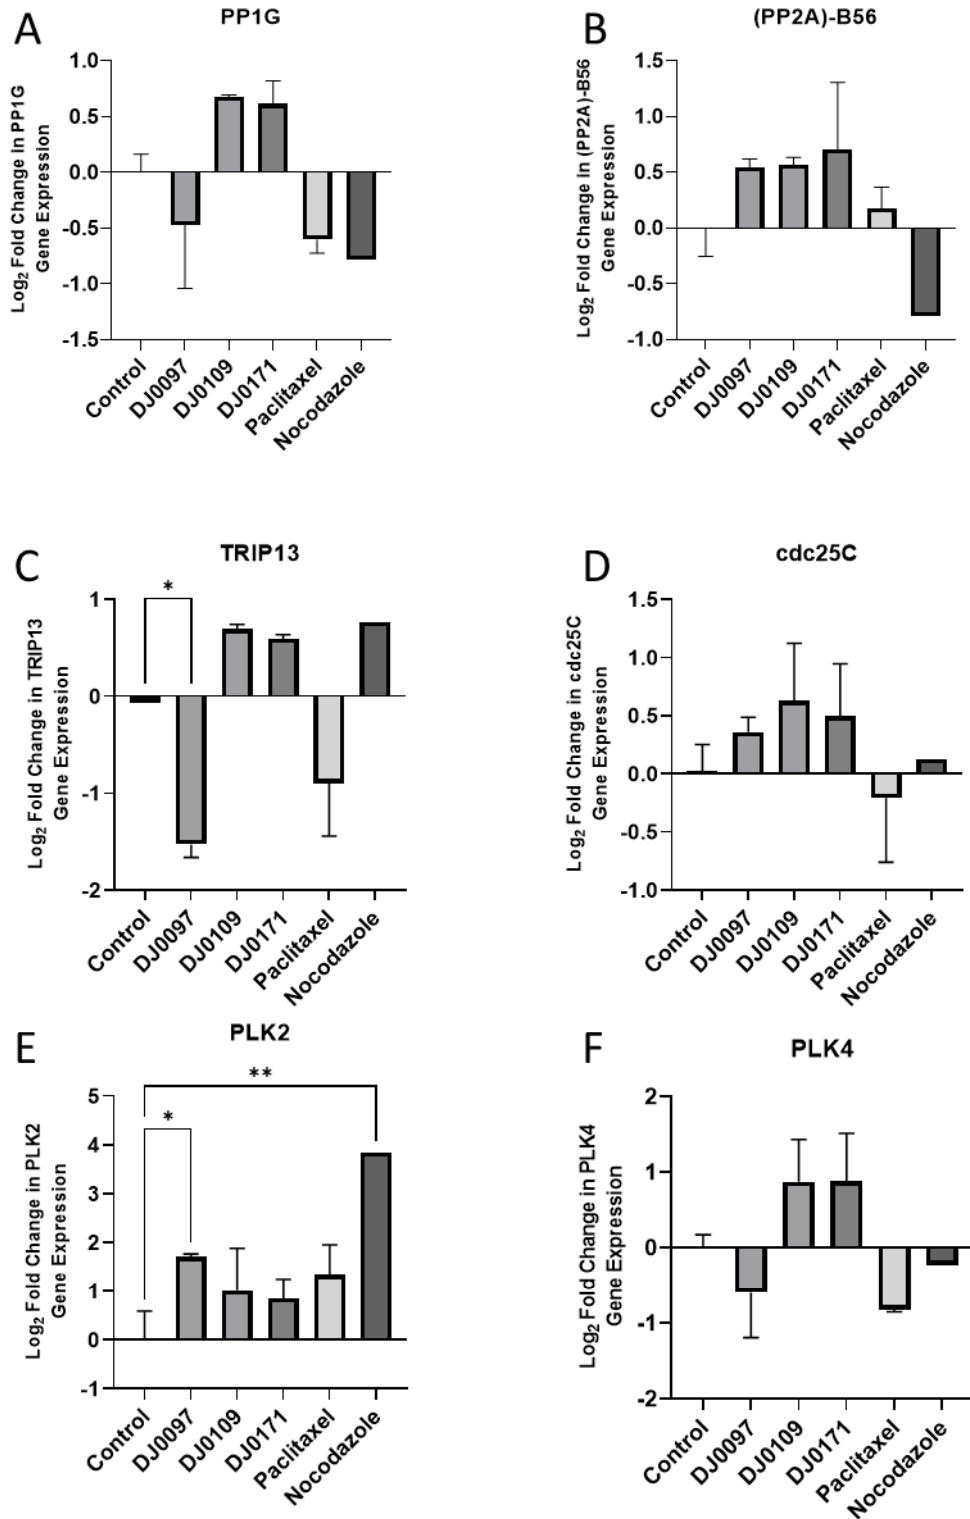 A
PP1G
Log2 Fold Change in PP1G
Gene Expression
1.0
0.5
0.0
-0.5
-1.0
-1.5
Control
DJ0097
DJ0109
DJ0171
Paclitaxel
Nocodazole
B
(PP2A)-B56
Log2 Fold Change in (PP2A)-B56
Gene Expression
1.5
1.0
0.5
0.0
-0.5
-1.0
Control
DJ0097
DJ0109
DJ0171
Paclitaxel
Nocodazole
C
TRIP13
Log2 Fold Change in TRIP13
Gene Expression
*
1
0
-1
-2
Control
DJ0097
DJ0109
DJ0171
Paclitaxel
Nocodazole
D
cdc25C
Log2 Fold Change in cdc25C
Gene Expression
1.5
1.0
0.5
0.0
-0.5
-1.0
Control
DJ0097
DJ0109
DJ0171
Paclitaxel
Nocodazole
E
PLK2
Log2 Fold Change in PLK2
Gene Expression
**
*
5
4
3
2
1
0
-1
Control
DJ0097
DJ0109
DJ0171
Paclitaxel
Nocodazole
F
PLK4
Log2 Fold Change in PLK4
Gene Expression
2
1
0
-1
-2
Control
DJ0097
DJ0109
DJ0171
Paclitaxel
Nocodazole